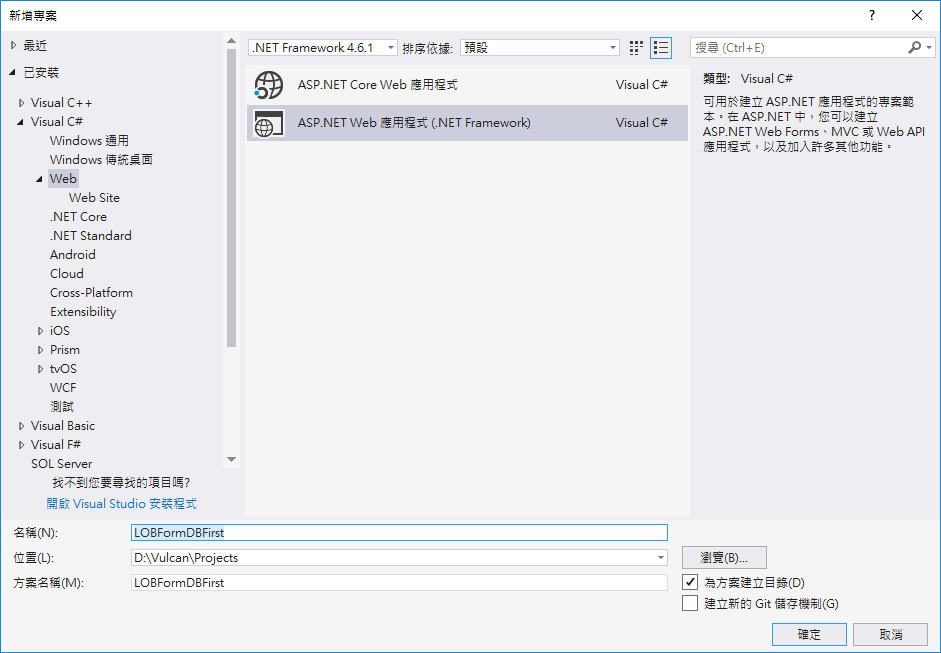 新增專案
?
最近
已安裝
Visual C++
Visual C#
Windows 通用
Windows 傳統桌面
Web
Web Site
.NET Core
.NET Standard
Android
Cloud
Cross-Platform
Extensibility
iOS
Prism
tvOS
WCF
測試
Visual Basic
Visual F#
SQL Server
找不到您要尋找的項目嗎?
開啟 Visual Studio 安裝程式
.NET Framework 4.6.1 排序依據: 預設
ASP.NET Core Web 應用程式 Visual C#
ASP.NET Web 應用程式 (.NET Framework) Visual C#
搜尋 (Ctrl+E)
類型: Visual C#
可用於建立 ASP.NET 應用程式的專案範
本。在 ASP.NET 中，您可以建立
ASP.NET Web Forms、MVC 或 Web API
應用程式，以及加入許多其他功能。
名稱(N): LOBFormDBFirst
位置(L): D:\Vulcan\Projects 瀏覽(B)...
方案名稱(M): LOBFormDBFirst 為方案建立目錄(D)
建立新的 Git 儲存機制(G)
確定 取消